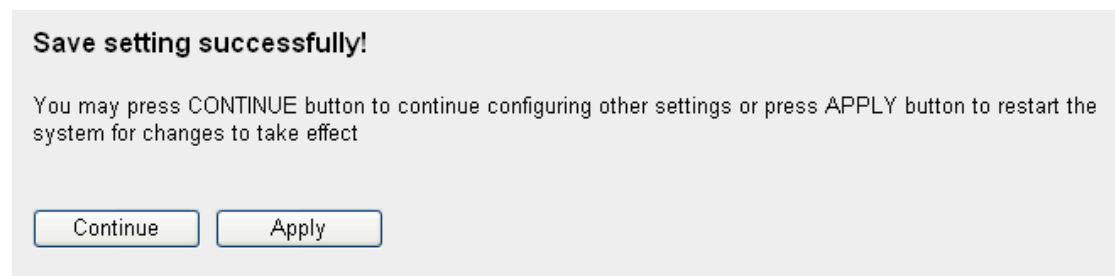 Save setting successfully!
You may press CONTINUE button to continue configuring other settings or press APPLY button to restart the
system for changes to take effect
Continue Apply